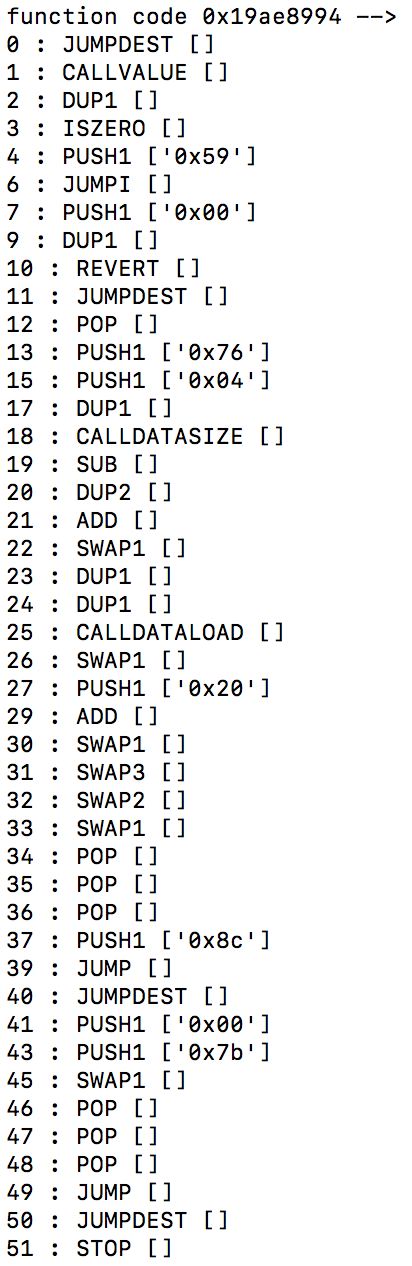 function code 0x19ae8994 -->
0 : JUMPDEST []
1 : CALLVALUE []
2 : DUP1 []
3 : ISZERO []
4 : PUSH1 ['0x59']
6 : JUMPI []
7 : PUSH1 ['0x00']
9 : DUP1 []
10 : REVERT []
11 : JUMPDEST []
12 : POP []
13 : PUSH1 ['0x76']
15 : PUSH1 ['0x04']
17 : DUP1 []
18 : CALLDATASIZE []
19 : SUB []
20 : DUP2 []
21 : ADD []
22 : SWAP1 []
23 : DUP1 []
24 : DUP1 []
25 : CALLDATALOAD []
26 : SWAP1 []
27 : PUSH1 ['0x20']
29 : ADD []
30 : SWAP1 []
31 : SWAP3 []
32 : SWAP2 []
33 : SWAP1 []
34 : POP []
35 : POP []
36 : POP []
37 : PUSH1 ['0x8c']
39 : JUMP []
40 : JUMPDEST []
41 : PUSH1 ['0x00']
43 : PUSH1 ['0x7b']
45 : SWAP1 []
46 : POP []
47 : POP []
48 : POP []
49 : JUMP []
50 : JUMPDEST []
51 : STOP []